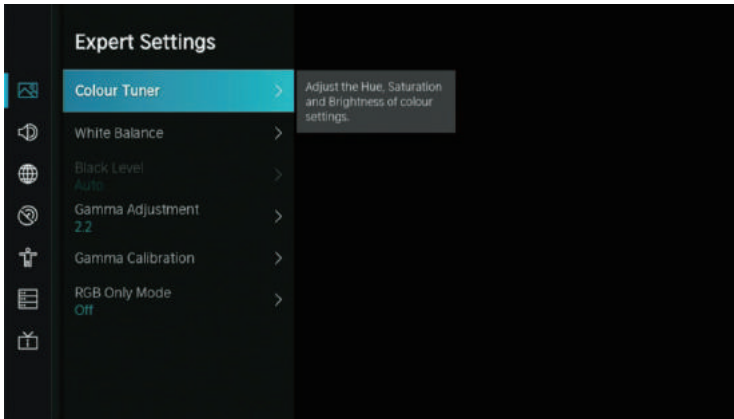 Expert Settings
Colour Tuner
Adjust the Hue, Saturation
and Brightness of colour
settings.
White Balance
Black Level
Auto
Gamma Adjustment
2.2
Gamma Calibration
RGB Only Mode
Off